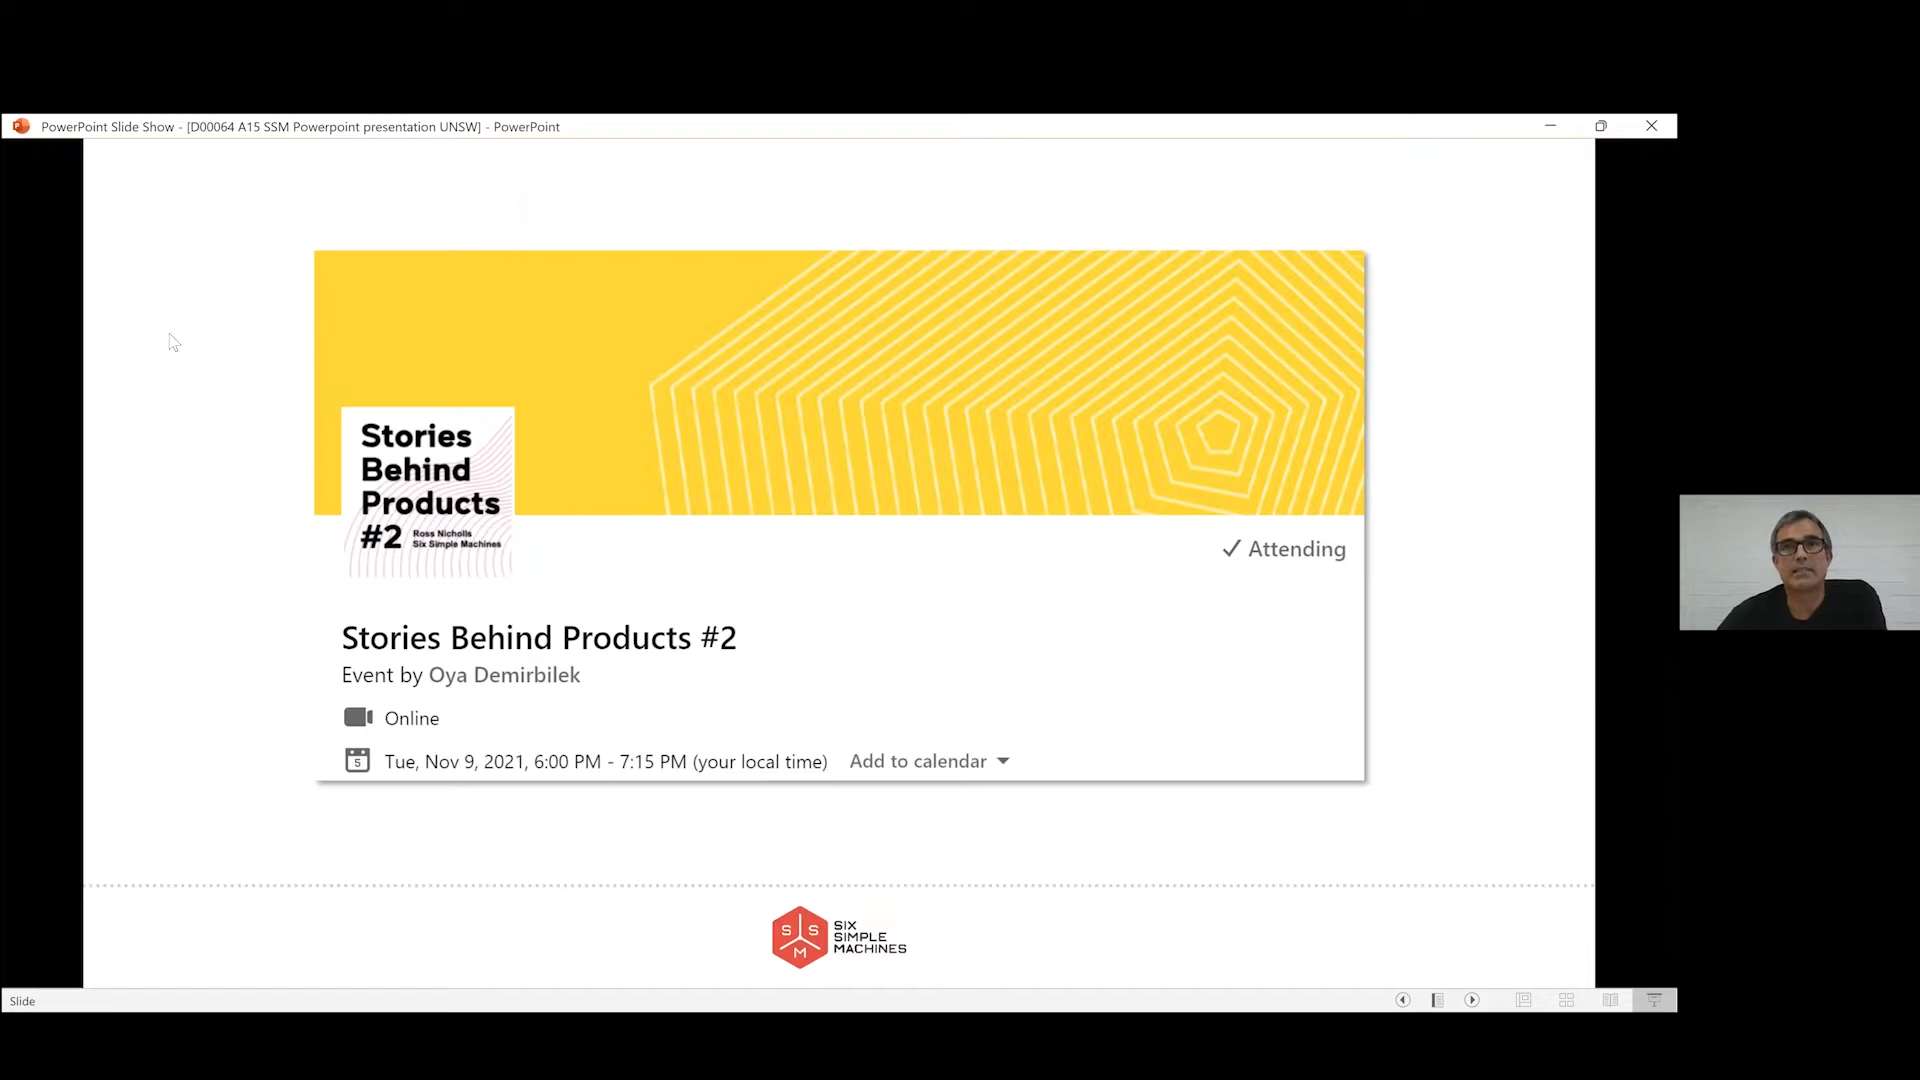 PowerPoint Slide Show - [D00064 A15 SSM Powerpoint presentation UNSW] - PowerPoint
Stories
Behind
Products
#2 Ross Nicholls
Six Simple Machines
Attending
Stories Behind Products #2
Event by Oya Demirbilek
Online
5
Tue, Nov 9, 2021, 6:00 PM - 7:15 PM (your local time) Add to calendar
S S
M
SIX
SIMPLE
MACHINES
Slide